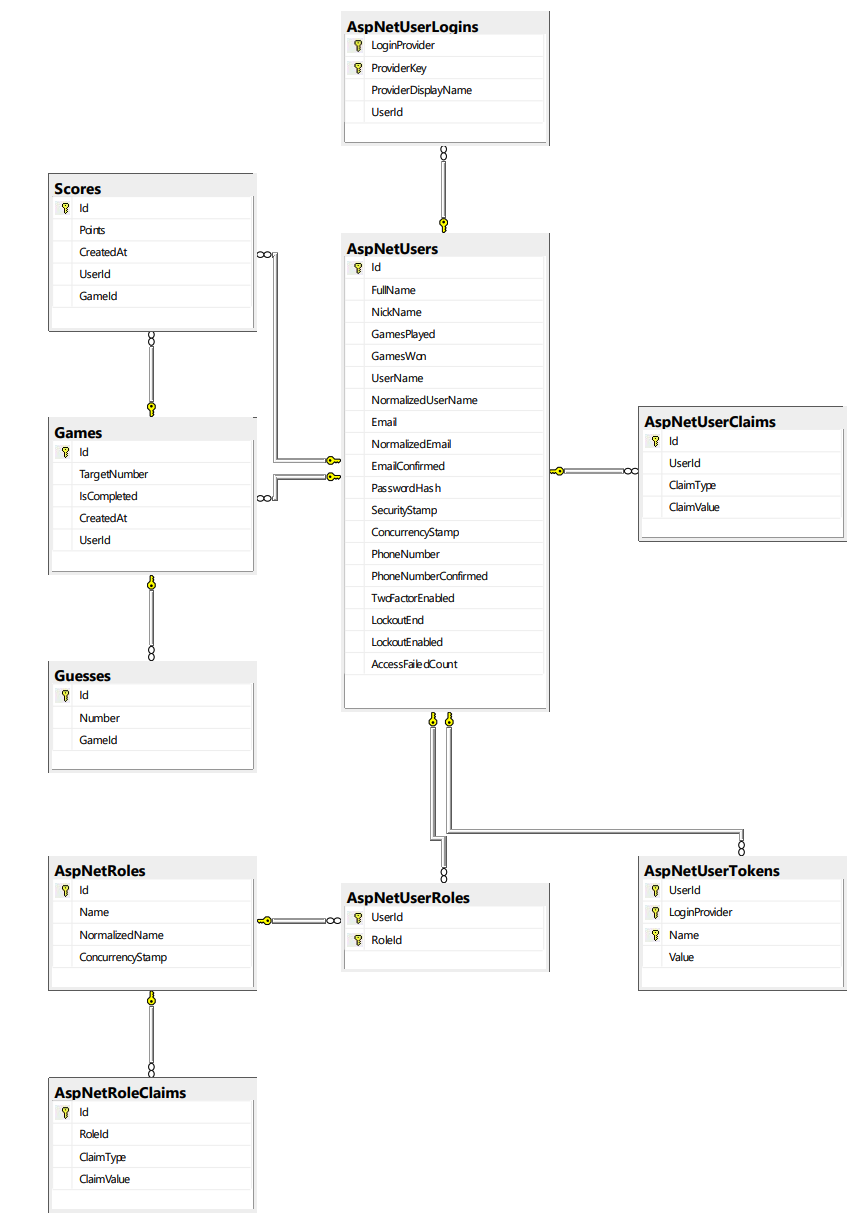 AspNetUserLogins
LoginProvider
ProviderKey
ProviderDisplayName
UserId
Scores
Id
Points
CreatedAt
UserId
GameId
AspNetUsers
Id
FullName
NickName
GamesPlayed
GamesWon
UserName
NormalizedUserName
Email
NormalizedEmail
EmailConfirmed
PasswordHash
SecurityStamp
ConcurrencyStamp
PhoneNumber
PhoneNumberConfirmed
TwoFactorEnabled
LockoutEnd
LockoutEnabled
AccessFailedCount
Games
Id
TargetNumber
IsCompleted
CreatedAt
UserId
AspNetUserClaims
Id
UserId
ClaimType
ClaimValue
Guesses
Id
Number
GameId
AspNetRoles
Id
Name
NormalizedName
ConcurrencyStamp
AspNetUserRoles
UserId
RoleId
AspNetUserTokens
UserId
LoginProvider
Name
Value
AspNetRoleClaims
Id
RoleId
ClaimType
ClaimValue